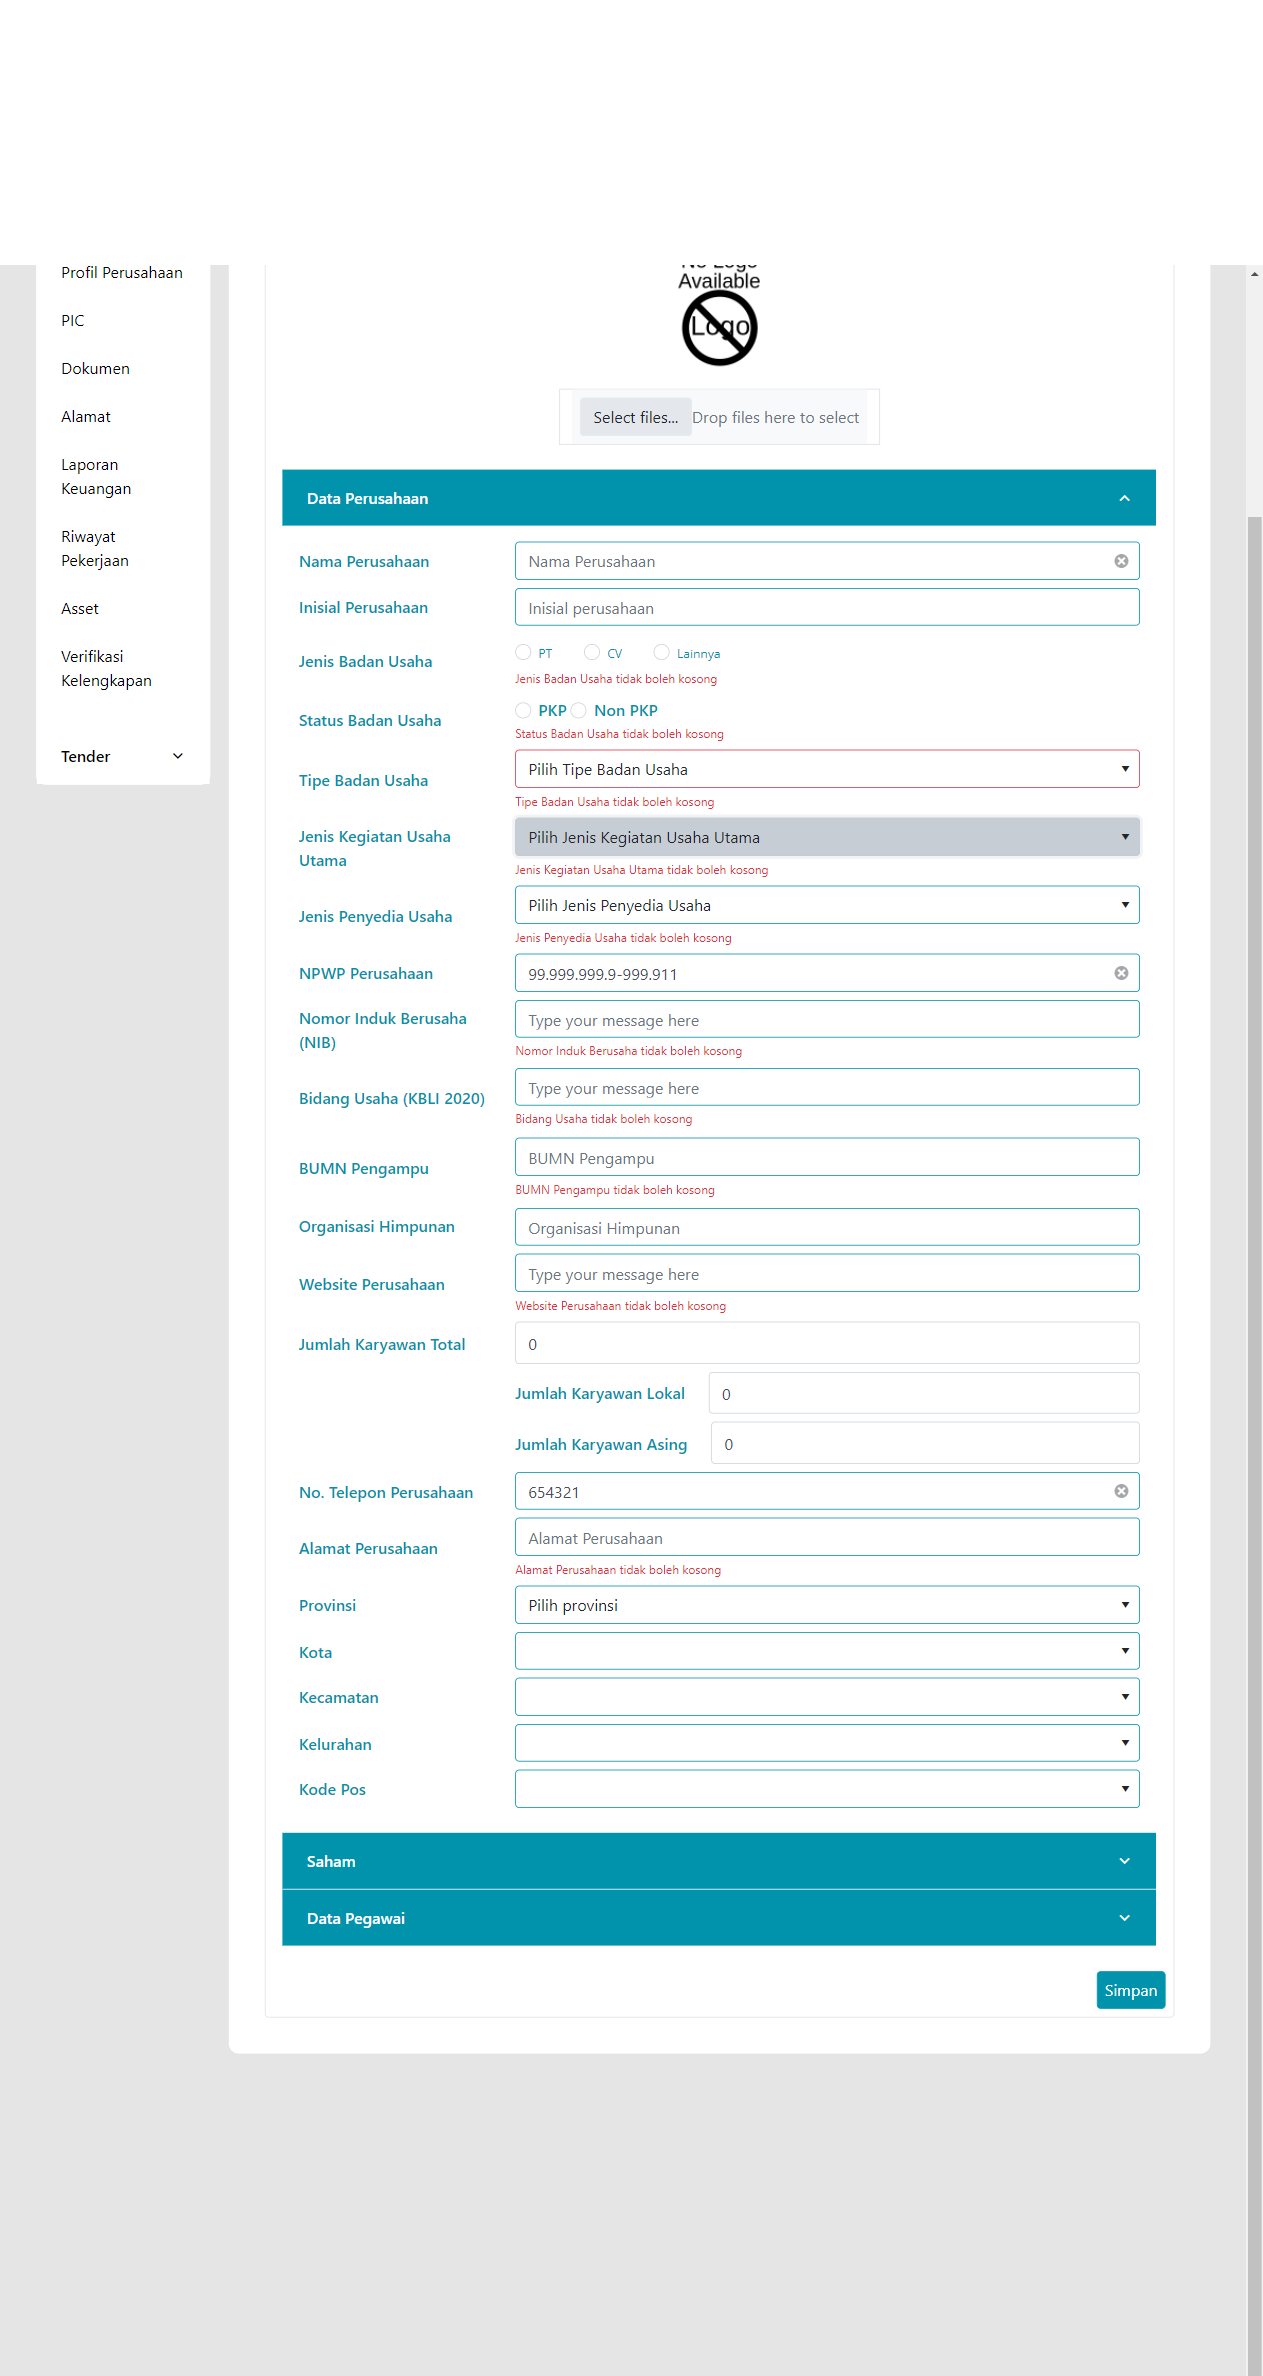 Profil Perusahaan
PIC
Dokumen
Alamat
Laporan
Keuangan
Riwayat
Pekerjaan
Asset
Verifikasi
Kelengkapan
Tender
No Logo
Available
Logo
Select files... Drop files here to select
Data Perusahaan
Nama Perusahaan Nama Perusahaan
Inisial Perusahaan Inisial perusahaan
Jenis Badan Usaha PT CV Lainnya
Jenis Badan Usaha tidak boleh kosong
Status Badan Usaha PKP Non PKP
Status Badan Usaha tidak boleh kosong
Tipe Badan Usaha Pilih Tipe Badan Usaha
Tipe Badan Usaha tidak boleh kosong
Jenis Kegiatan Usaha
Utama
Pilih Jenis Kegiatan Usaha Utama
Jenis Kegiatan Usaha Utama tidak boleh kosong
Jenis Penyedia Usaha Pilih Jenis Penyedia Usaha
Jenis Penyedia Usaha tidak boleh kosong
NPWP Perusahaan 99.999.999.9-999.911
Nomor Induk Berusaha
(NIB)
Type your message here
Nomor Induk Berusaha tidak boleh kosong
Bidang Usaha (KBLI 2020) Type your message here
Bidang Usaha tidak boleh kosong
BUMN Pengampu BUMN Pengampu
BUMN Pengampu tidak boleh kosong
Organisasi Himpunan Organisasi Himpunan
Website Perusahaan Type your message here
Website Perusahaan tidak boleh kosong
Jumlah Karyawan Total 0
Jumlah Karyawan Lokal 0
Jumlah Karyawan Asing 0
No. Telepon Perusahaan 654321
Alamat Perusahaan Alamat Perusahaan
Alamat Perusahaan tidak boleh kosong
Provinsi Pilih provinsi
Kota
Kecamatan
Kelurahan
Kode Pos
Saham
Data Pegawai
Simpan